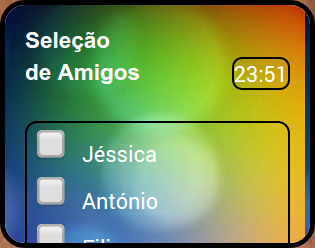 Seleção
de Amigos
23:51
Jéssica
António